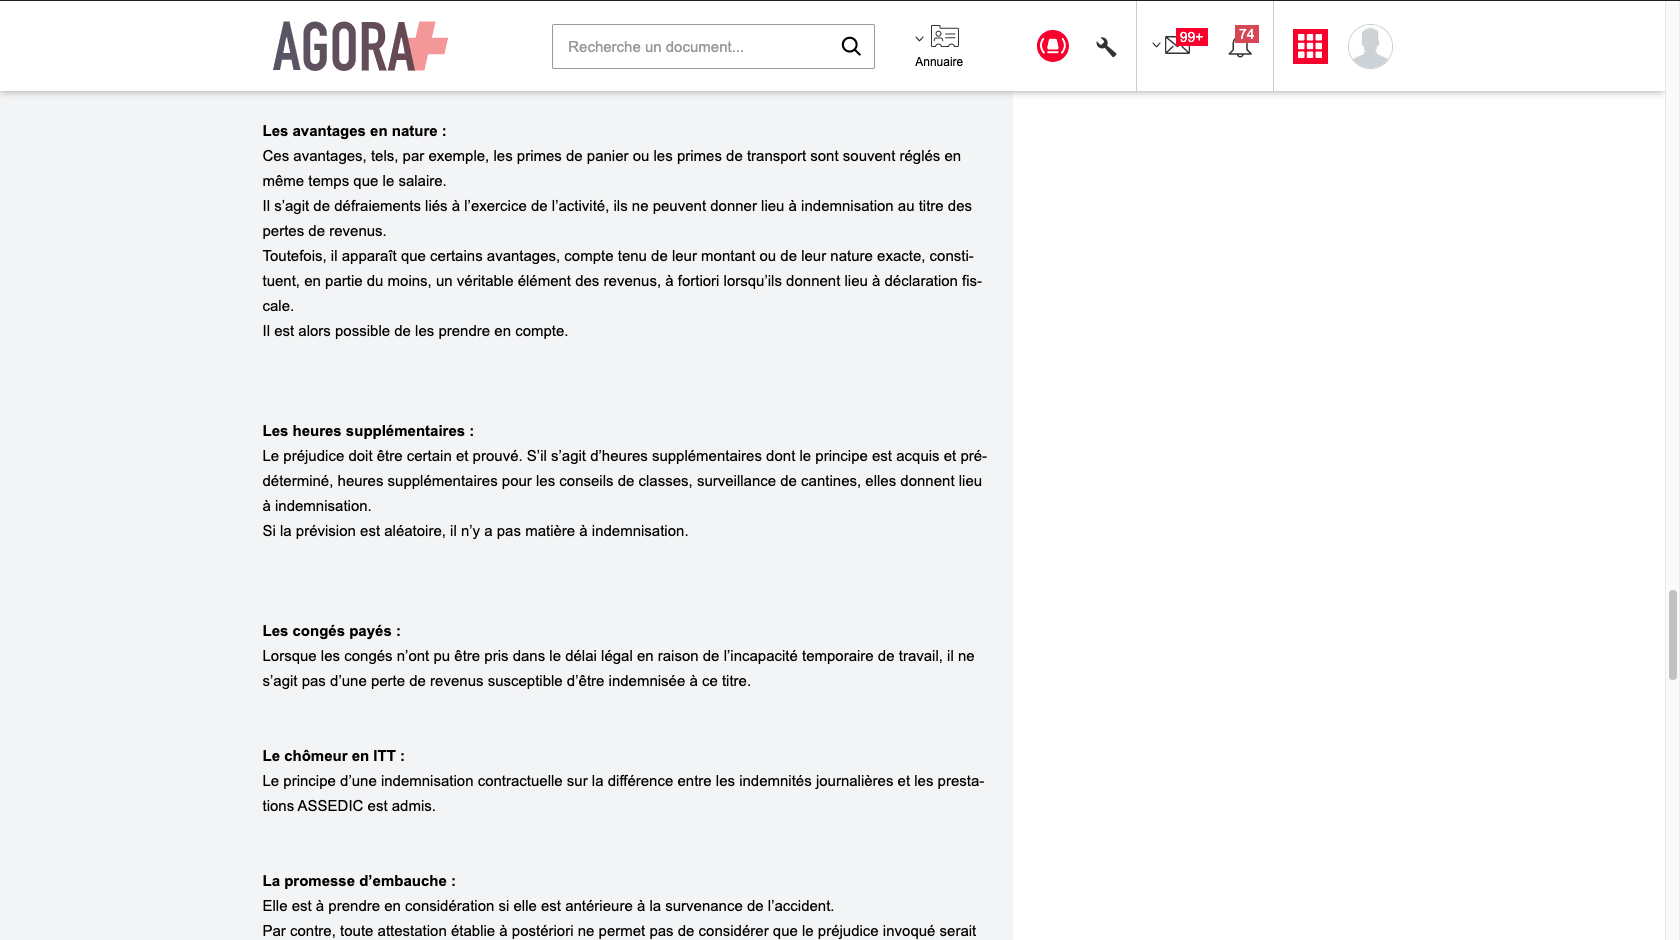 AGORA+
Recherche un document...
Annuaire
99+
74
Les avantages en nature :
Ces avantages, tels, par exemple, les primes de panier ou les primes de transport sont souvent réglés en
même temps que le salaire.
Il s’agit de défraiements liés à l’exercice de l’activité, ils ne peuvent donner lieu à indemnisation au titre des
pertes de revenus.
Toutefois, il apparaît que certains avantages, compte tenu de leur montant ou de leur nature exacte, consti-
tuent, en partie du moins, un véritable élément des revenus, à fortiori lorsqu’ils donnent lieu à déclaration fis-
cale.
Il est alors possible de les prendre en compte.
Les heures supplémentaires :
Le préjudice doit être certain et prouvé. S’il s’agit d’heures supplémentaires dont le principe est acquis et pré-
déterminé, heures supplémentaires pour les conseils de classes, surveillance de cantines, elles donnent lieu
à indemnisation.
Si la prévision est aléatoire, il n’y a pas matière à indemnisation.
Les congés payés :
Lorsque les congés n’ont pu être pris dans le délai légal en raison de l’incapacité temporaire de travail, il ne
s’agit pas d’une perte de revenus susceptible d’être indemnisée à ce titre.
Le chômeur en ITT :
Le principe d’une indemnisation contractuelle sur la différence entre les indemnités journalières et les presta-
tions ASSEDIC est admis.
La promesse d’embauche :
Elle est à prendre en considération si elle est antérieure à la survenance de l’accident.
Par contre, toute attestation établie à postériori ne permet pas de considérer que le préjudice invoqué serait